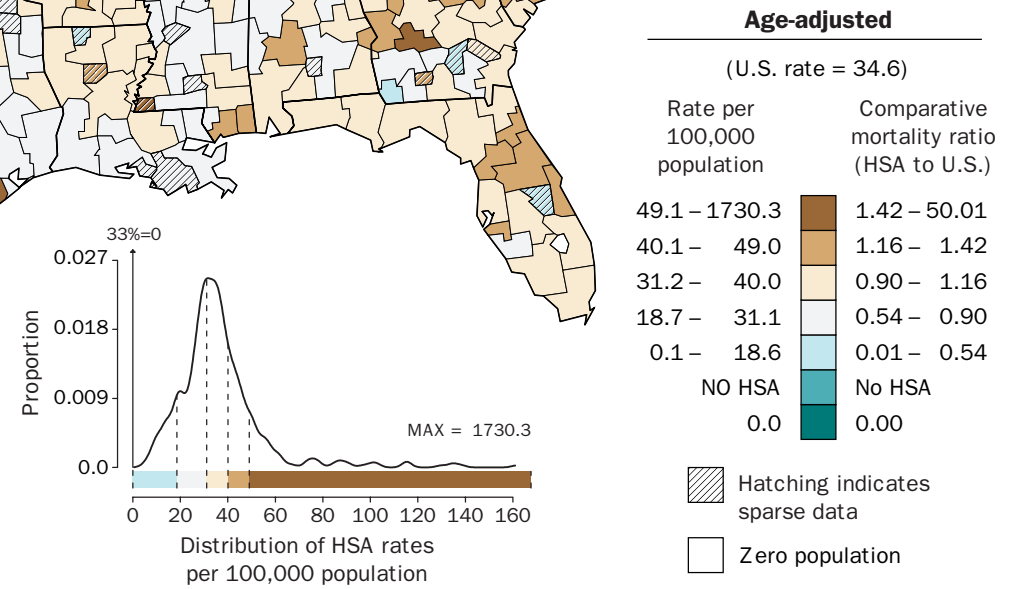 Age-adjusted
(U.S. rate = 34.6)
Rate per
100,000
population
Comparative
mortality ratio
(HSA to U.S.)
49.1 – 1730.3 1.42 – 50.01
40.1 – 49.0 1.16 – 1.42
31.2 – 40.0 0.90 – 1.16
18.7 – 31.1 0.54 – 0.90
0.1 – 18.6 0.01 – 0.54
NO HSA No HSA
0.0 0.00
Hatching indicates
sparse data
Zero population
33%=0
0.027
0.018
0.009
0.0
Proportion
MAX = 1730.3
0 20 40 60 80 100 120 140 160
Distribution of HSA rates
per 100,000 population